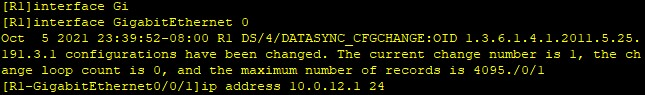 [R1]interface Gi
[R1]interface GigabitEthernet 0
Oct  5 2021 23:39:52-08:00 R1 DS/4/DATASYNC_CFGCHANGE:OID 1.3.6.1.4.1.2011.5.25.
191.3.1 configurations have been changed. The current change number is 1, the ch
ange loop count is 0, and the maximum number of records is 4095./0/1
[R1-GigabitEthernet0/0/1]ip address 10.0.12.1 24